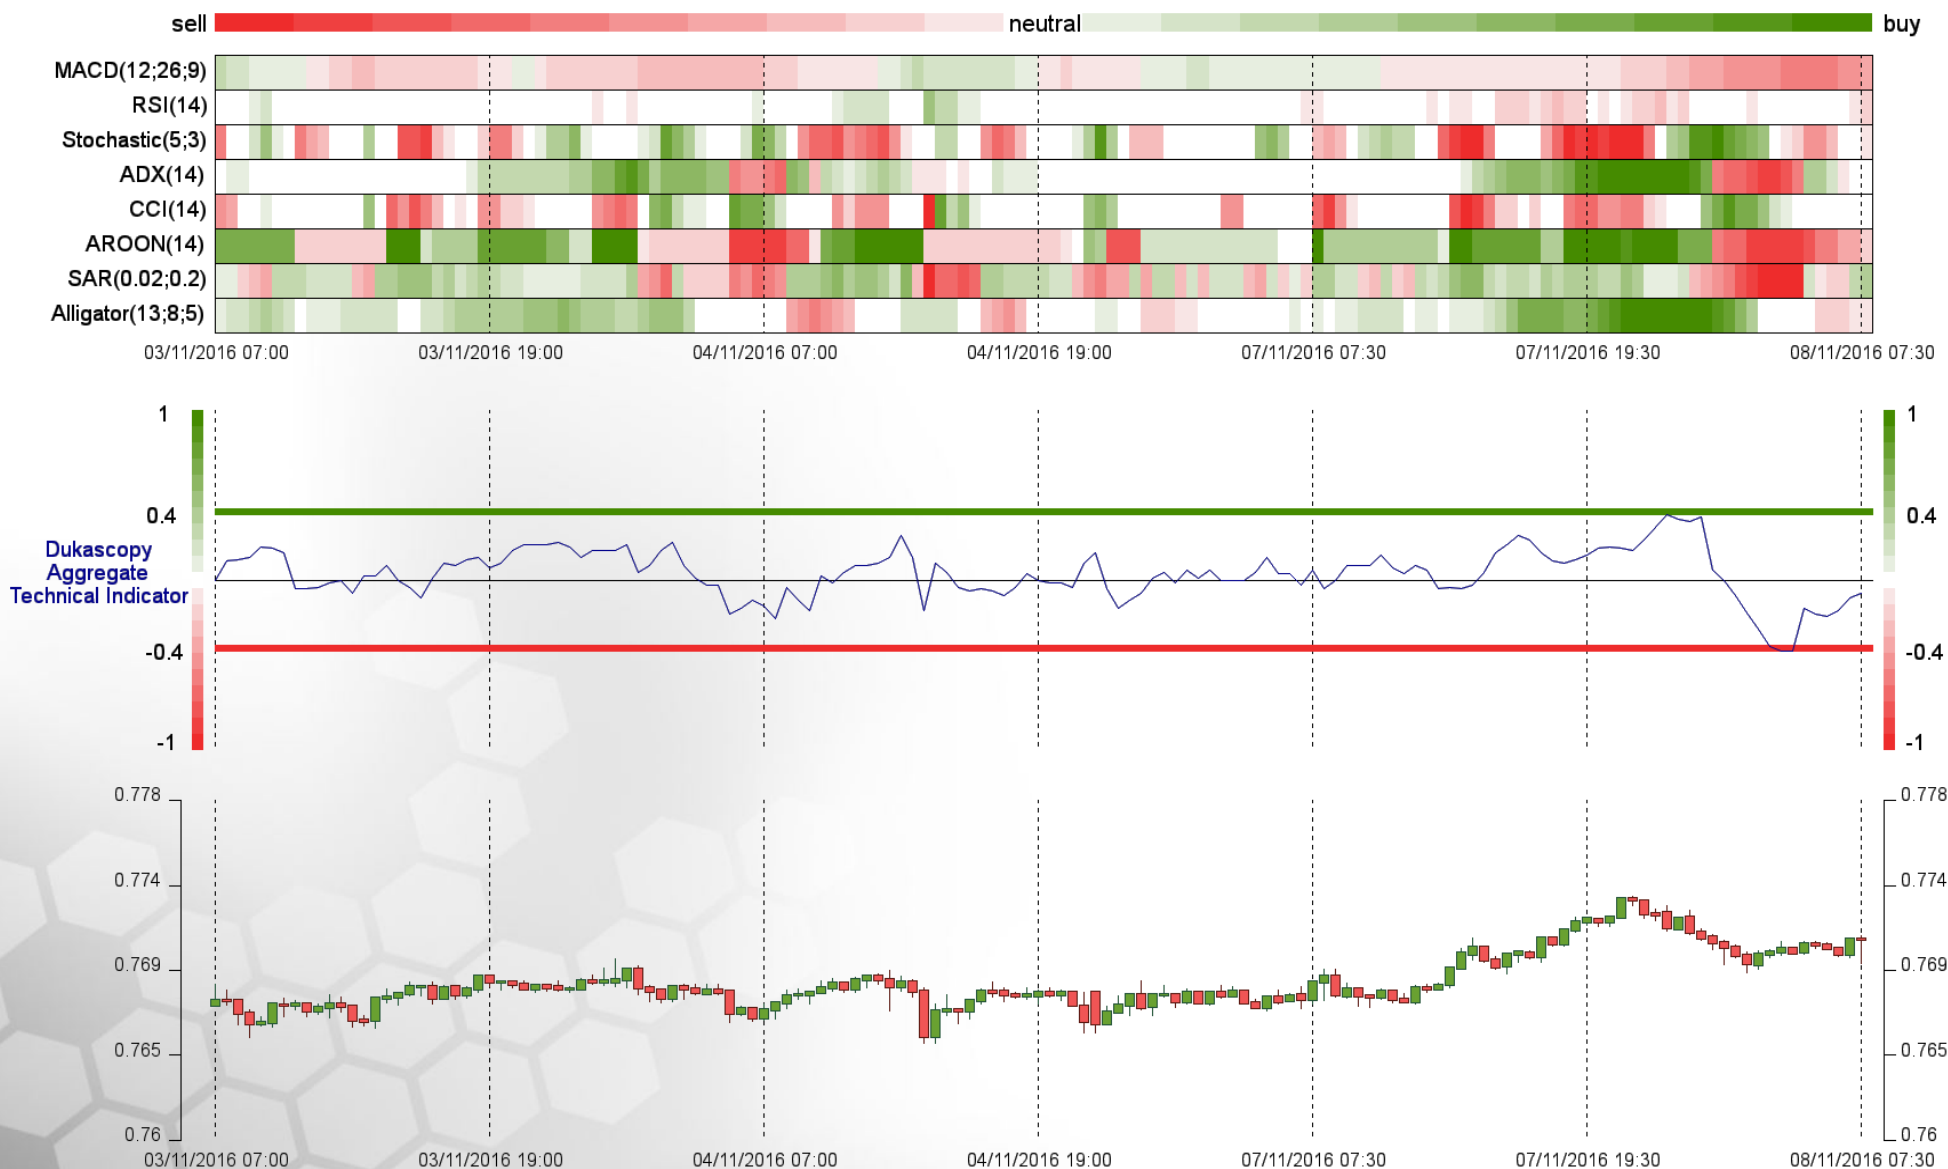 sell neutral buy
MACD(12;26;9)
RSI(14)
Stochastic(5;3)
ADX(14)
CCI(14)
AROON(14)
SAR(0.02;0.2)
Alligator(13;8;5)
03/11/2016 07:00 03/11/2016 19:00 04/11/2016 07:00 04/11/2016 19:00 07/11/2016 07:30 07/11/2016 19:30 08/11/2016 07:30
1 1
0.4 0.4
Dukascopy
Aggregate
Technical Indicator
-0.4 -0.4
-1 -1
0.778 0.778
0.774 0.774
0.769 0.769
0.765 0.765
0.76 0.76
03/11/2016 07:00 03/11/2016 19:00 04/11/2016 07:00 04/11/2016 19:00 07/11/2016 07:30 07/11/2016 19:30 08/11/2016 07:30